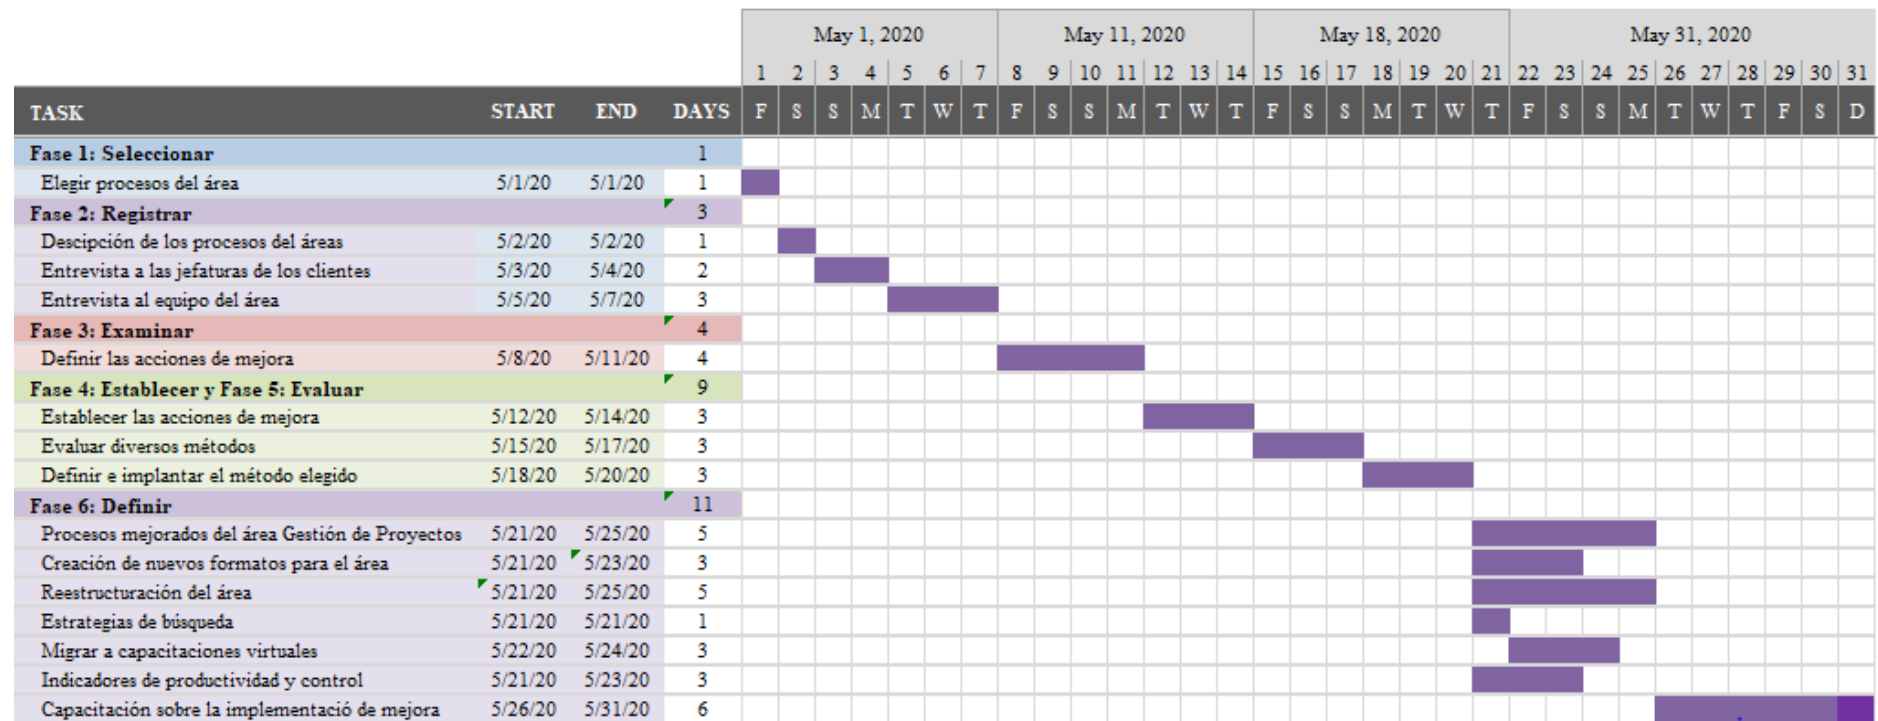 May 1, 2020 May 11, 2020 May 18, 2020 May 31, 2020
1 2 3 4 5 6 7 8 9 10 11 12 13 14 15 16 17 18 19 20 21 22 23 24 25 26 27 28 29 30 31
TASK START END DAYS F S S M T W T F S S M T W T F S S M T W T F S S M T W T F S D
Fase 1: Seleccionar 1
Elegir procesos del área 5/1/20 5/1/20 1
Fase 2: Registrar 3
Descipción de los procesos del áreas 5/2/20 5/2/20 1
Entrevista a las jefaturas de los clientes 5/3/20 5/4/20 2
Entrevista al equipo del área 5/5/20 5/7/20 3
Fase 3: Examinar 4
Definir las acciones de mejora 5/8/20 5/11/20 4
Fase 4: Establecer y Fase 5: Evaluar 9
Establecer las acciones de mejora 5/12/20 5/14/20 3
Evaluar diversos métodos 5/15/20 5/17/20 3
Definir e implantar el método elegido 5/18/20 5/20/20 3
Fase 6: Definir 11
Procesos mejorados del área Gestión de Proyectos 5/21/20 5/25/20 5
Creación de nuevos formatos para el área 5/21/20 5/23/20 3
Reestructuración del área 5/21/20 5/25/20 5
Estrategias de búsqueda 5/21/20 5/21/20 1
Migrar a capacitaciones virtuales 5/22/20 5/24/20 3
Indicadores de productividad y control 5/21/20 5/23/20 3
Capacitación sobre la implementació de mejora 5/26/20 5/31/20 6